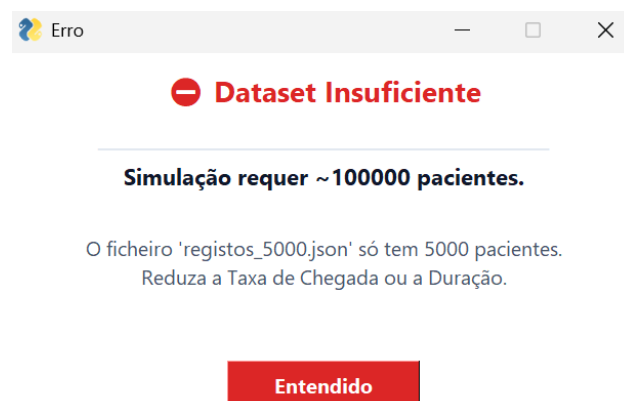 Erro
Dataset Insuficiente
Simulação requer ~100000 pacientes.
O ficheiro 'registos_5000.json' só tem 5000 pacientes.
Reduza a Taxa de Chegada ou a Duração.
Entendido